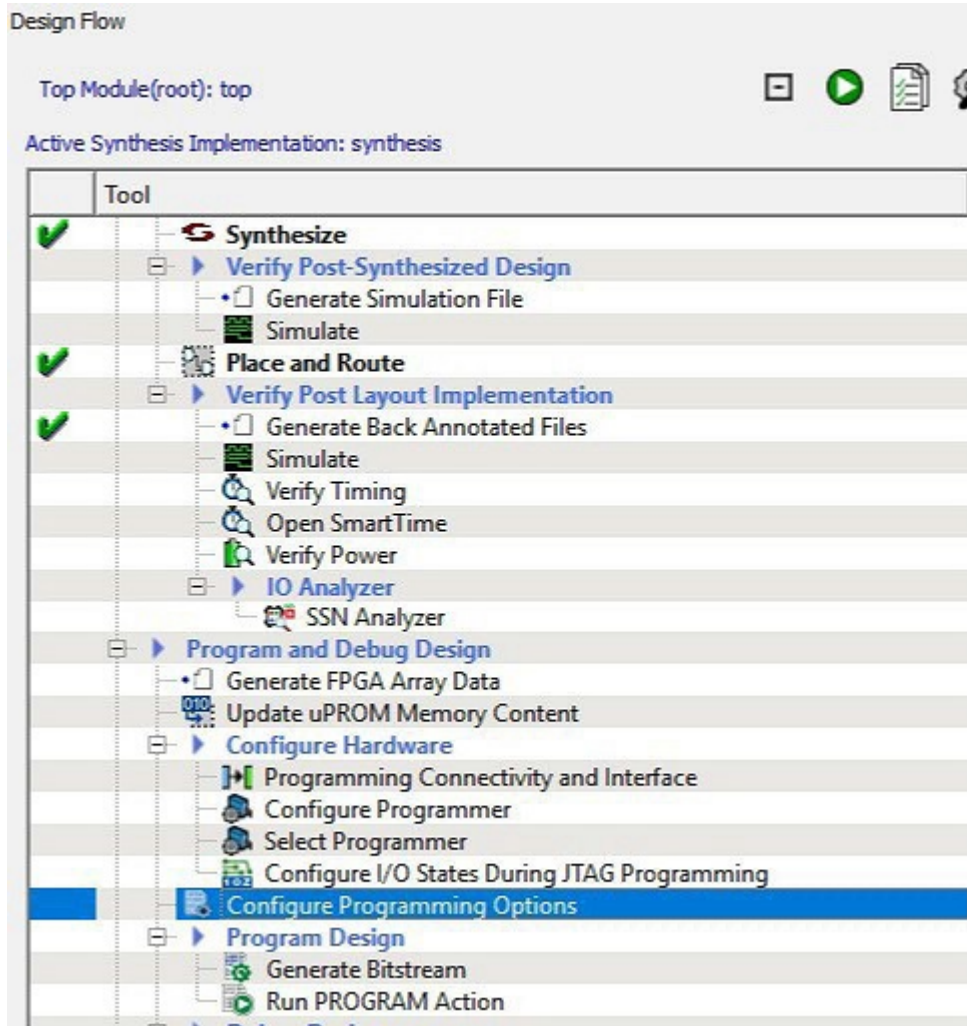 Design Flow
Top Module(root): top
Active Synthesis Implementation: synthesis
Tool
Synthesize
Verify Post-Synthesized Design
Generate Simulation File
Simulate
Place and Route
Verify Post Layout Implementation
Generate Back Annotated Files
Simulate
Verify Timing
Open SmartTime
Verify Power
IO Analyzer
SSN Analyzer
Program and Debug Design
Generate FPGA Array Data
Update uPROM Memory Content
Configure Hardware
Programming Connectivity and Interface
Configure Programmer
Select Programmer
Configure I/O States During JTAG Programming
Configure Programming Options
Program Design
Generate Bitstream
Run PROGRAM Action